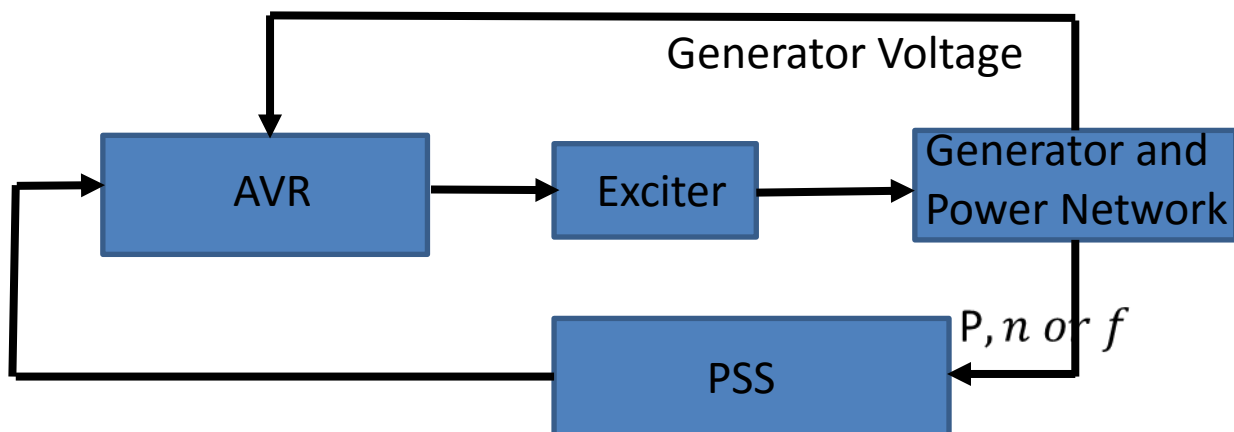 Generator Voltage
AVR
Exciter
Generator and
Power Network
P, n or f
PSS